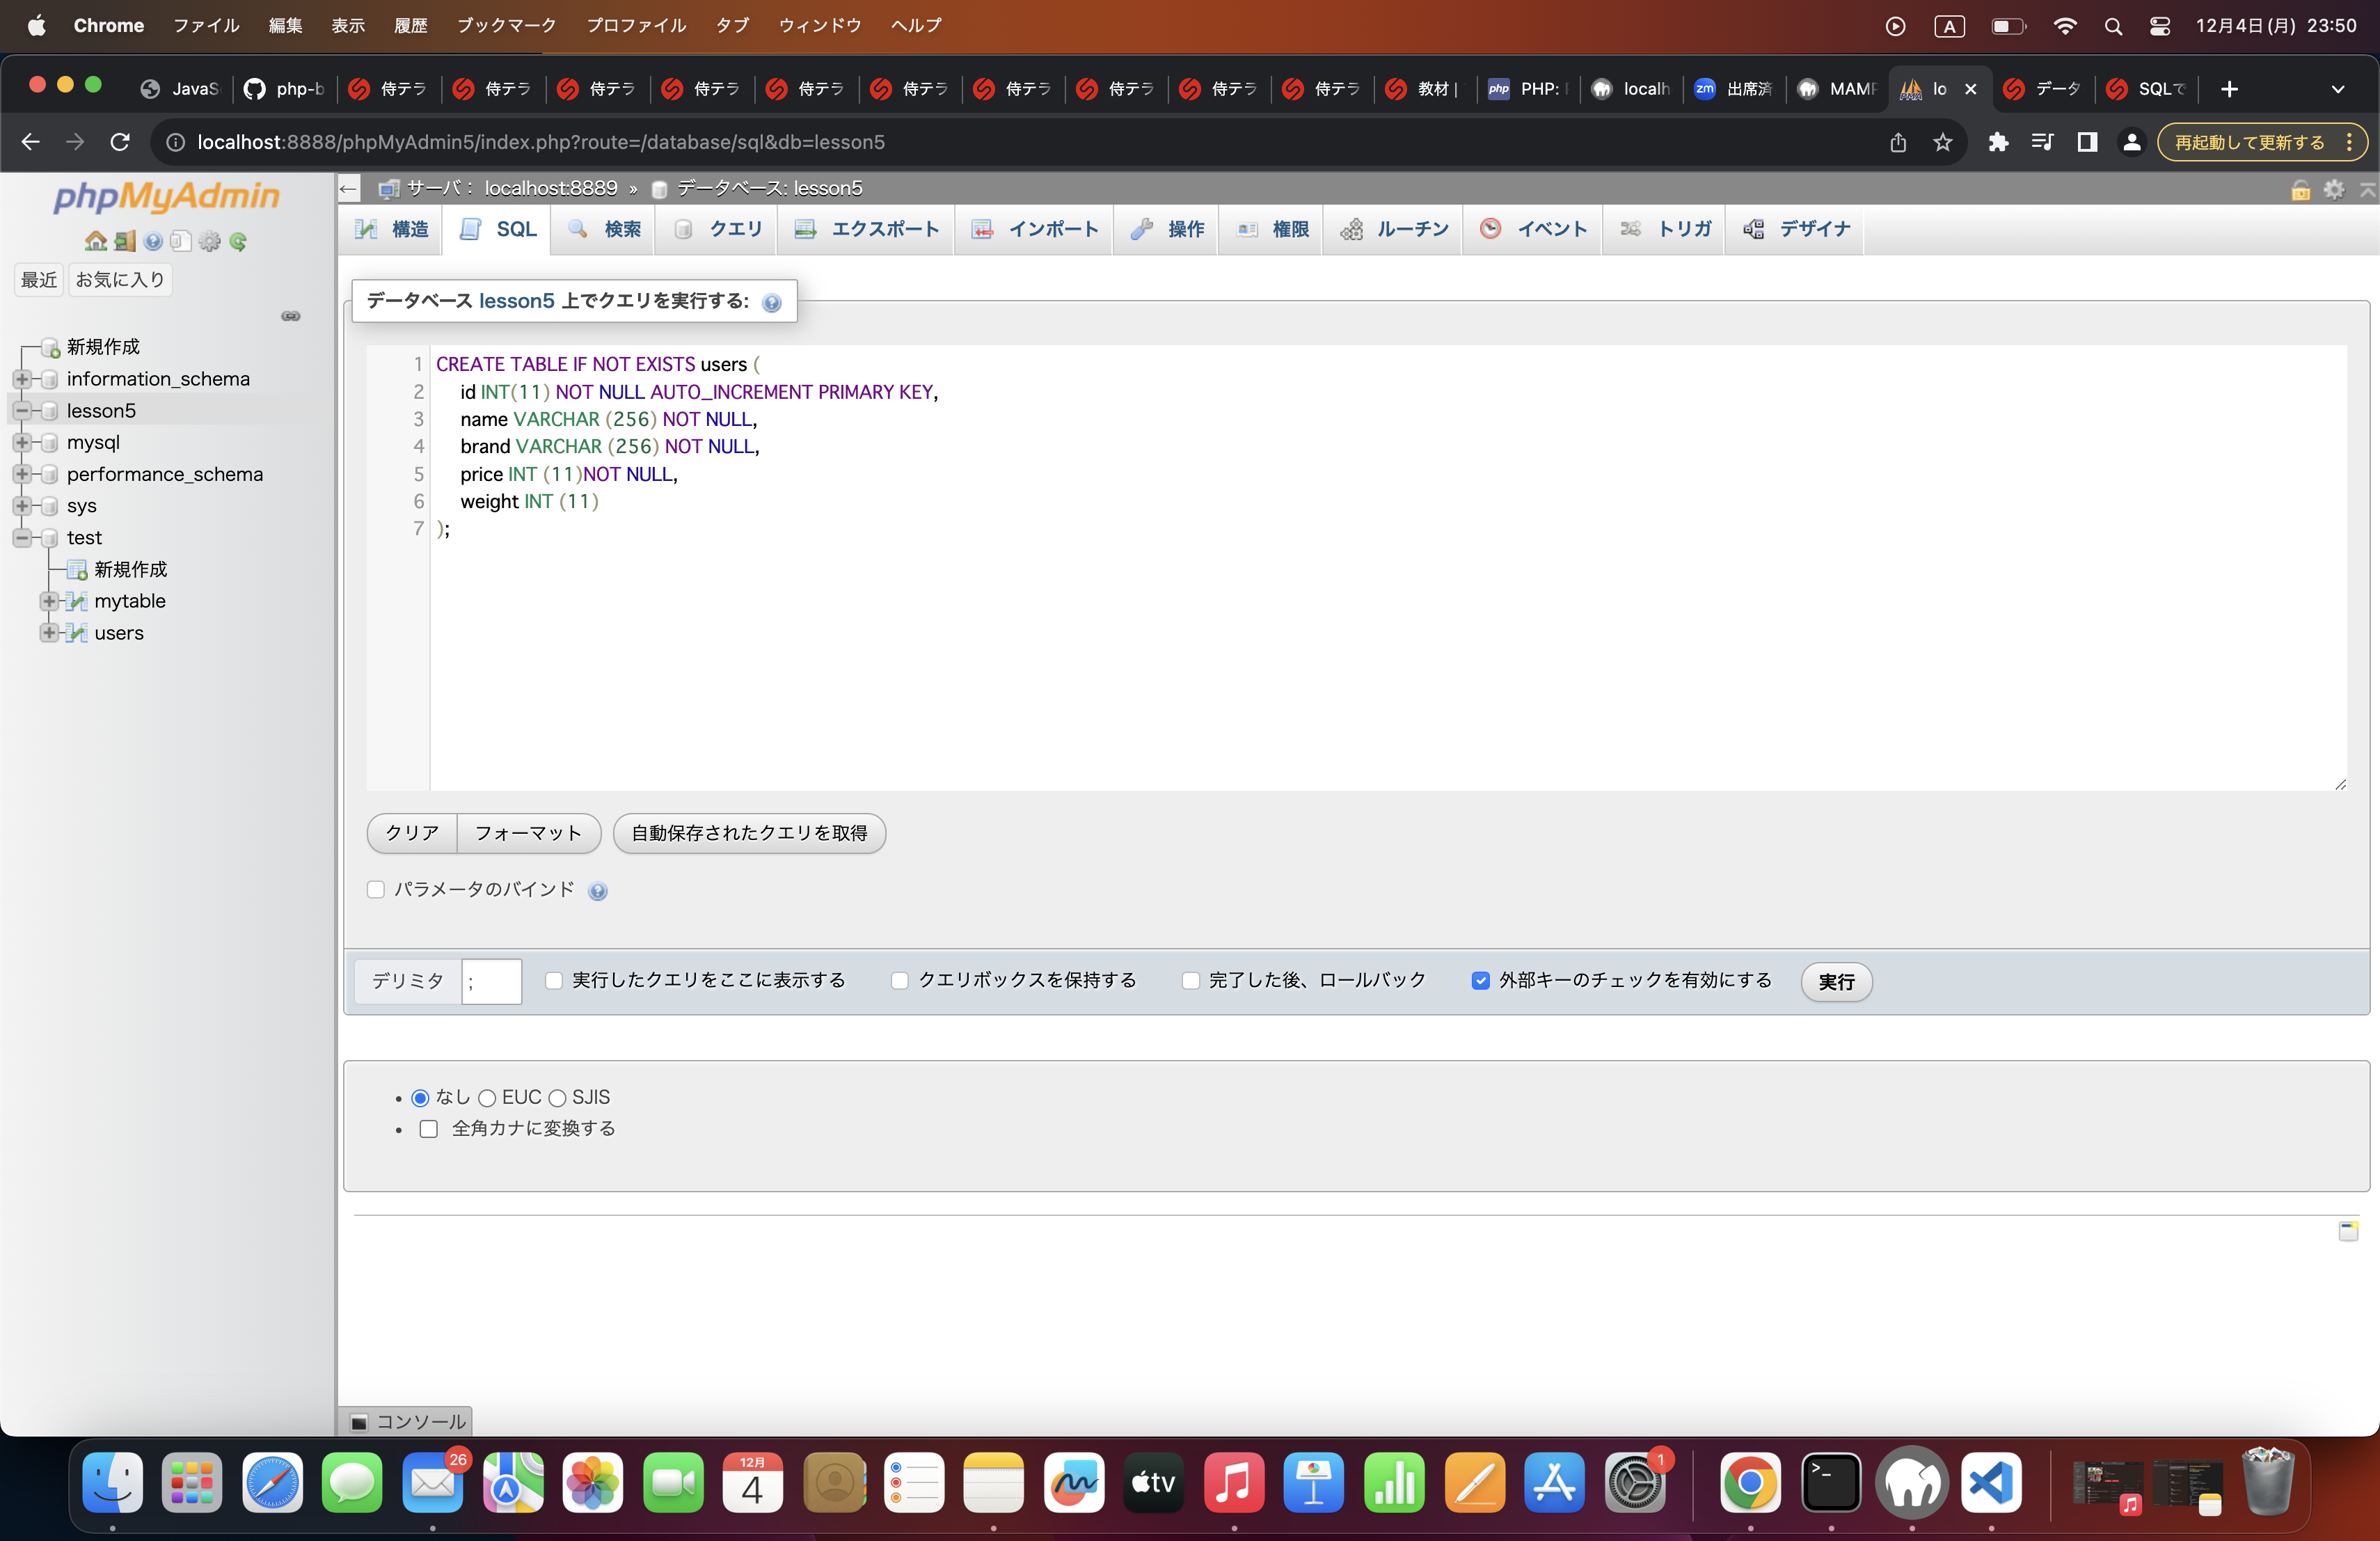 Chrome ファイル 編集 表示 履歴 ブックマーク プロファイル タブ ウィンドウ ヘルプ A 12月4日(月) 23:50
JavaS php-b 侍テラ 侍テラ 侍テラ 侍テラ 侍テラ 侍テラ 侍テラ 侍テラ 侍テラ 侍テラ 教材 | php PHP: localh zm 出席済 MAMP lo データ SQLで
localhost:8888/phpMyAdmin5/index.php?route=/database/sql&db=lesson5 再起動して更新する
phpMyAdmin
最近 お気に入り
新規作成
information_schema
lesson5
mysql
performance_schema
sys
test
新規作成
mytable
users
サーバ: localhost:8889 » データベース: lesson5
構造 SQL 検索 クエリ エクスポート インポート 操作 権限 ルーチン イベント トリガ デザイナ
データベース lesson5 上でクエリを実行する:
1 CREATE TABLE IF NOT EXISTS users (
2 id INT(11) NOT NULL AUTO_INCREMENT PRIMARY KEY,
3 name VARCHAR (256) NOT NULL,
4 brand VARCHAR (256) NOT NULL,
5 price INT (11)NOT NULL,
6 weight INT (11)
7 );
クリア フォーマット 自動保存されたクエリを取得
パラメータのバインド
デリミタ ; 実行したクエリをここに表示する クエリボックスを保持する 完了した後、ロールバック 外部キーのチェックを有効にする 実行
なし EUC SJIS
全角カナに変換する
コンソール
26 12月 4 tv 1